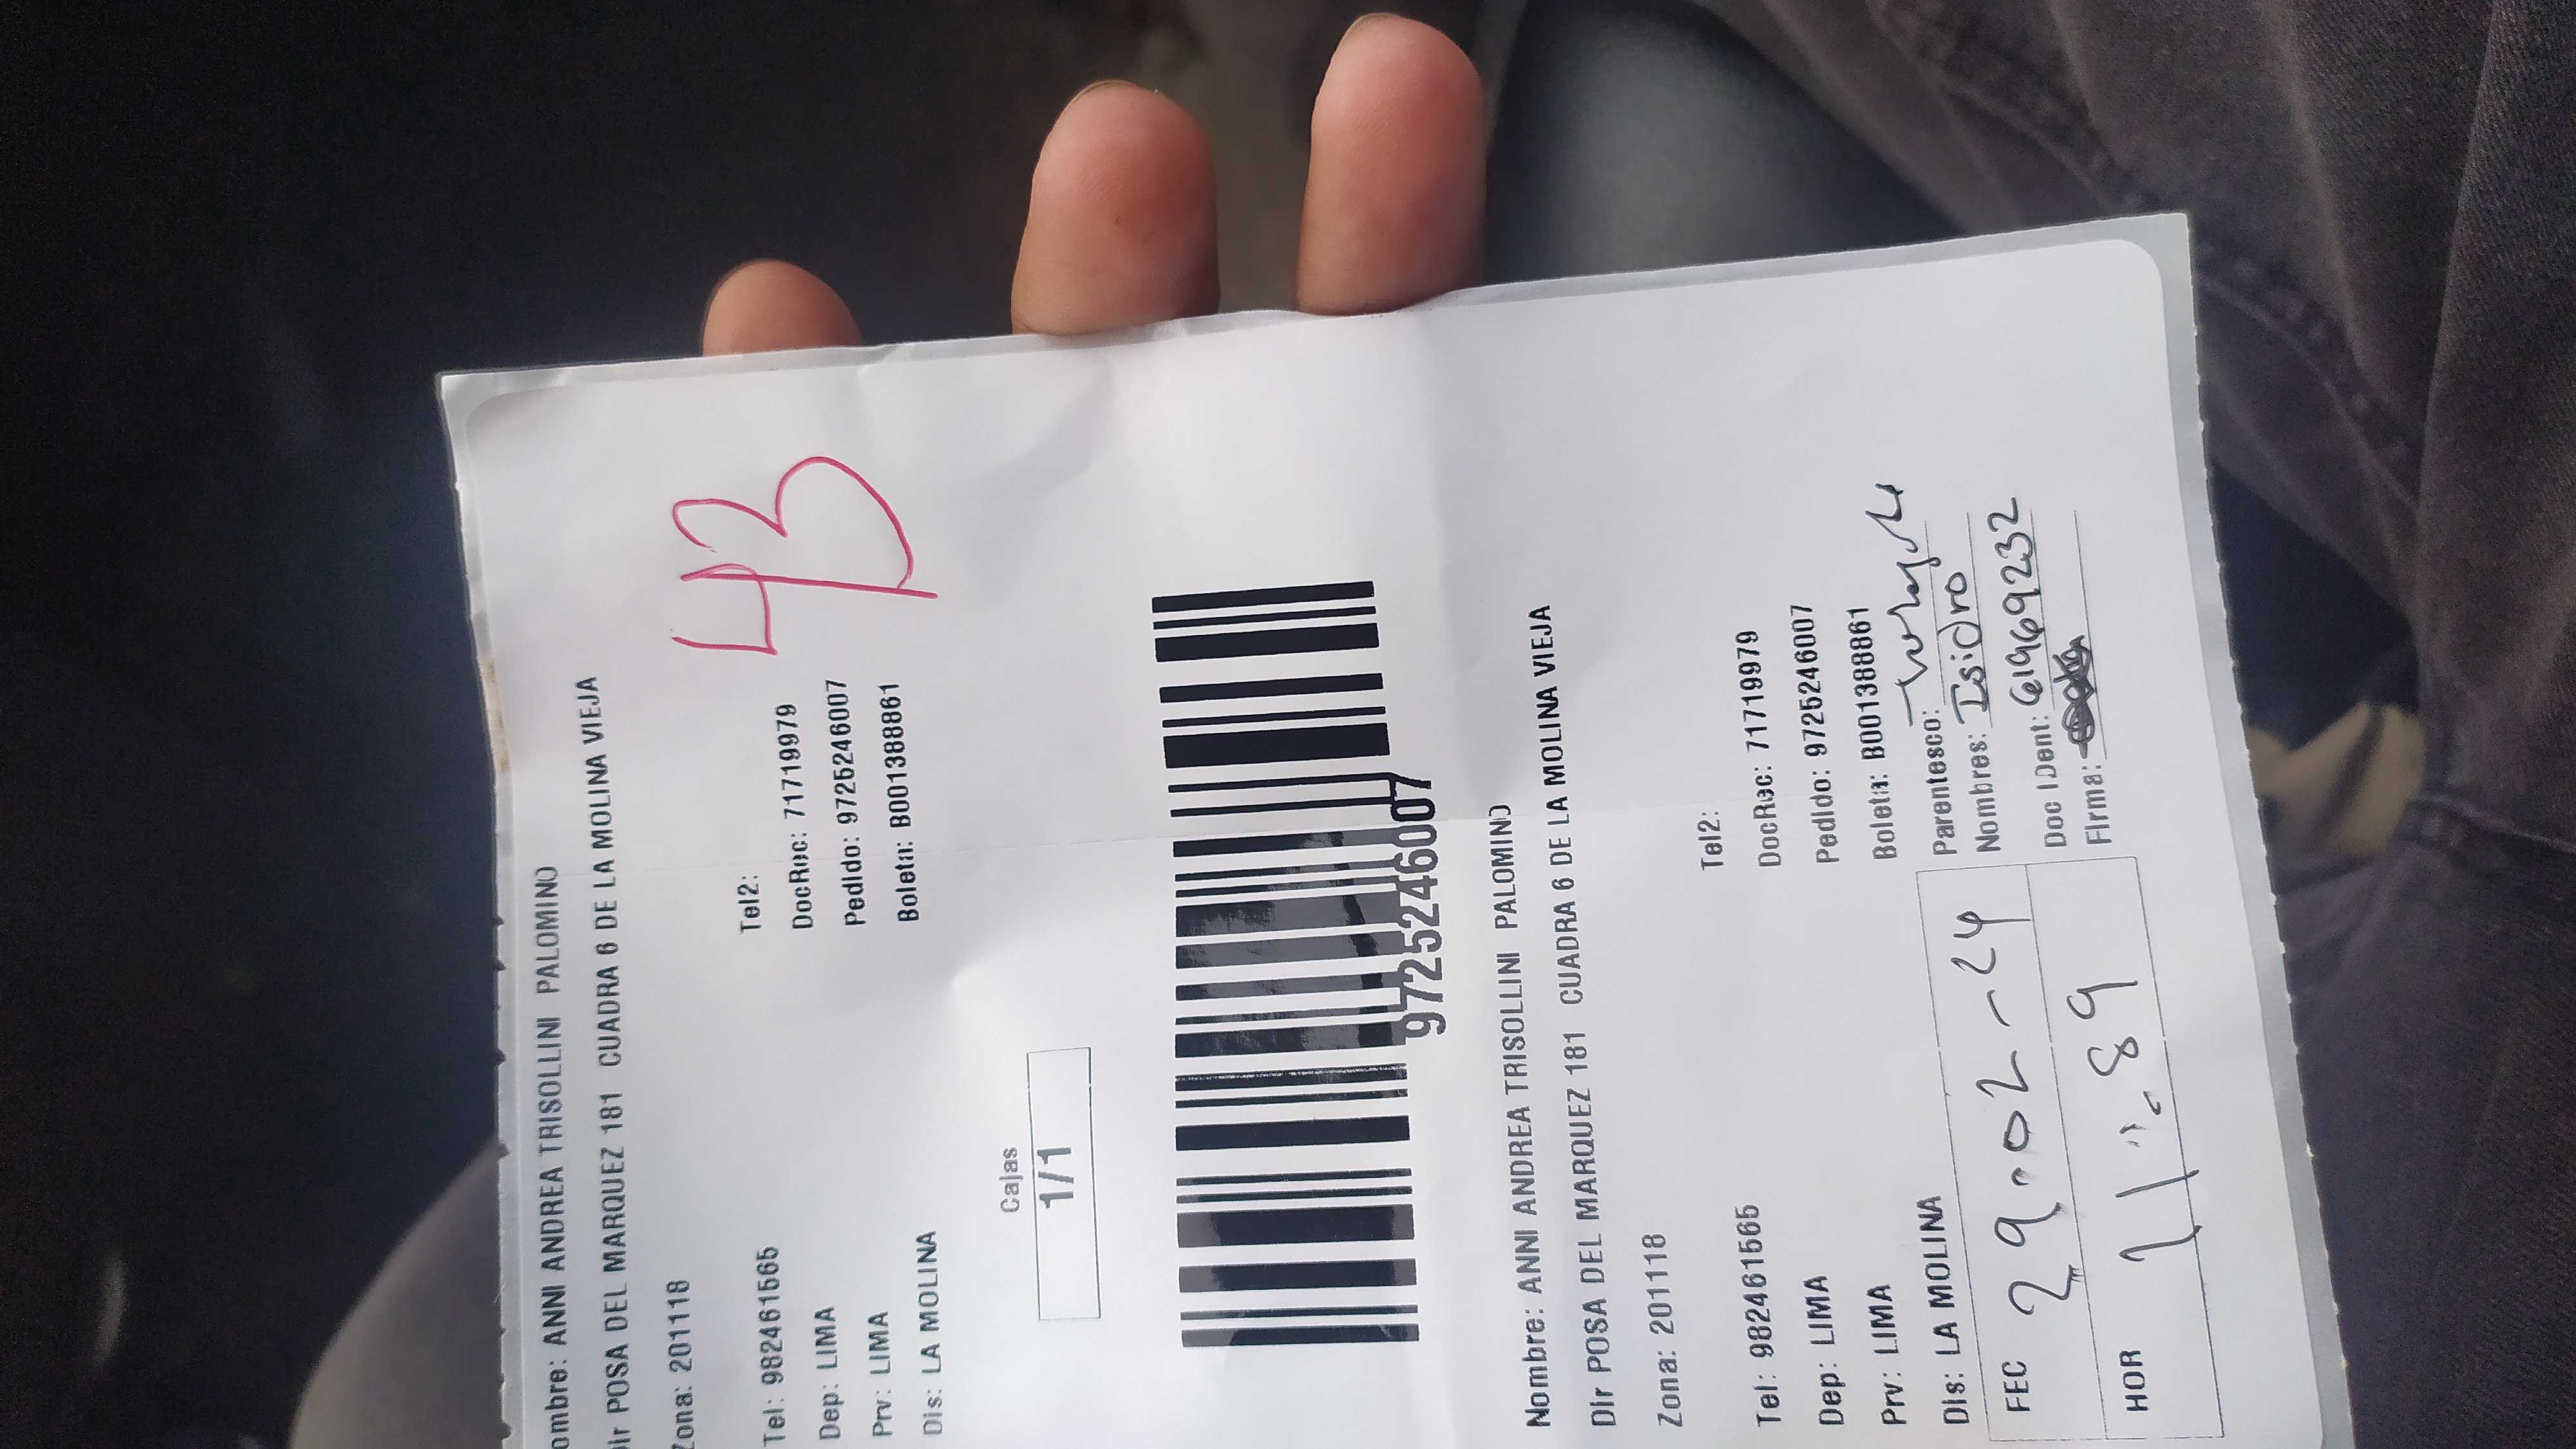 ombre: ANNI ANDREA TRISOLLINI PALOMINO
Dir POSA DEL MARQUEZ 181 CUADRA 6 DE LA MOLINA VIEJA
Zona: 201118
43
Tel: 982461565 Tel2:
Dep: LIMA DocRec: 71719979
Prv: LIMA Pedido: 9725246007
Dis: LA MOLINA Boleta: B001388861
Cajas
1/1
9725246007
Nombre: ANNI ANDREA TRISOLLINI PALOMINO
Dir POSA DEL MARQUEZ 181 CUADRA 6 DE LA MOLINA VIEJA
Zona: 201118
Tel: 982461565 Tel2:
Dep: LIMA DocRec: 71719979
Prv: LIMA Pedido: 9725246007
Dis: LA MOLINA Boleta: B001388861
FEC 29-02-24 Parentesco:
Nombres: Isidro
HOR Doc IDent: 61969232
Firma: